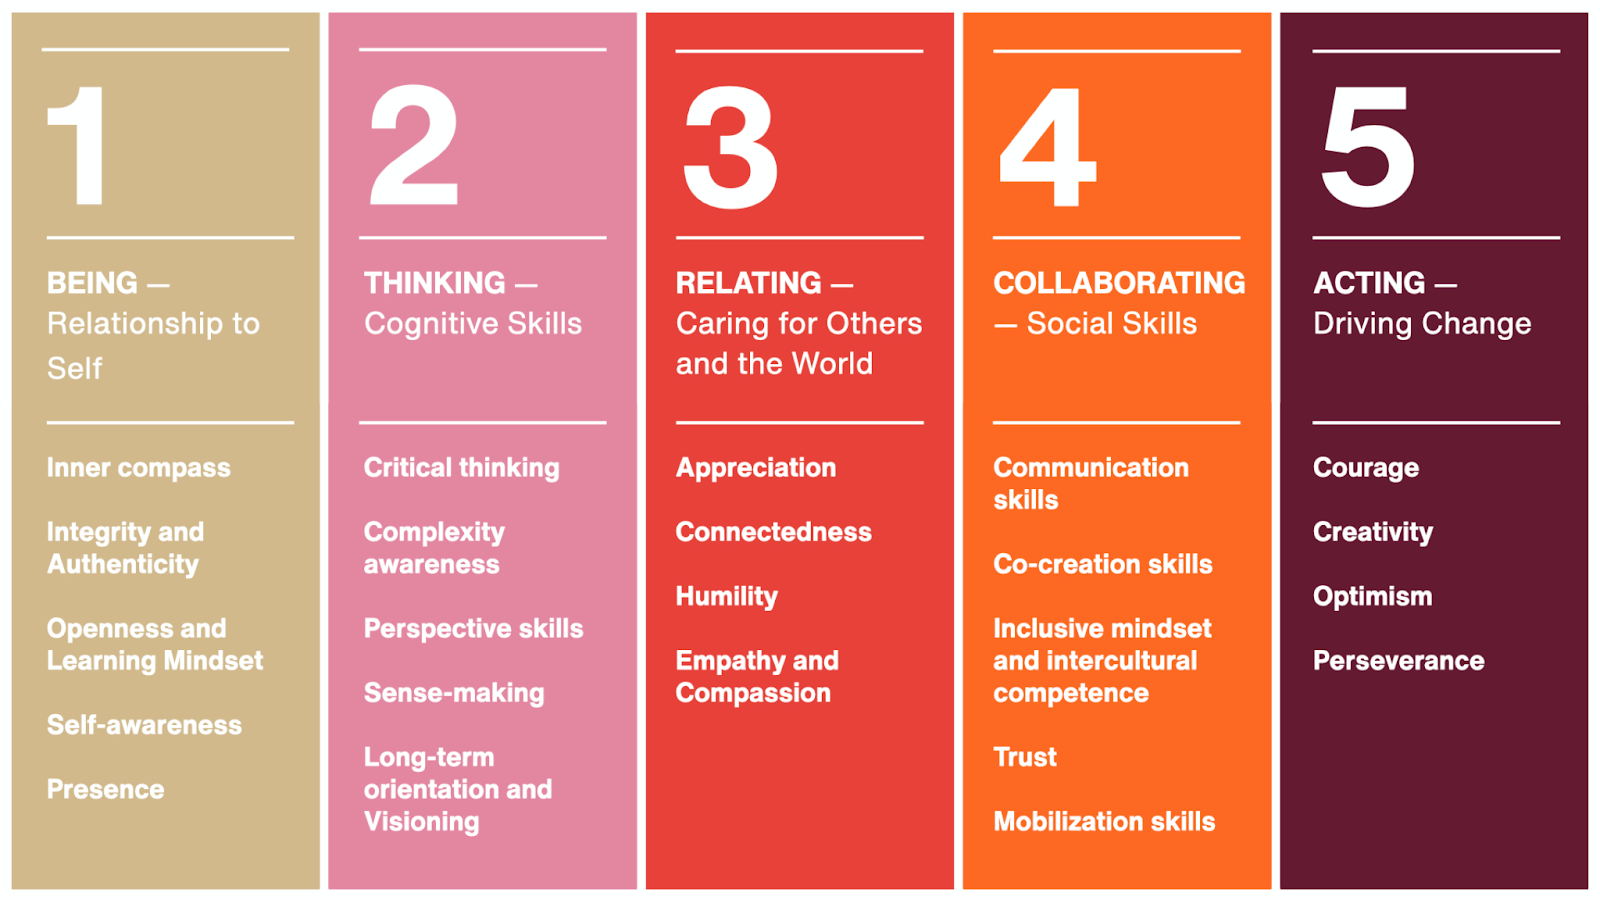 1
BEING —
Relationship to
Self
Inner compass
Integrity and
Authenticity
Openness and
Learning Mindset
Self-awareness
Presence
2
THINKING —
Cognitive Skills
Critical thinking
Complexity
awareness
Perspective skills
Sense-making
Long-term
orientation and
Visioning
3
RELATING —
Caring for Others
and the World
Appreciation
Connectedness
Humility
Empathy and
Compassion
4
COLLABORATING
— Social Skills
Communication
skills
Co-creation skills
Inclusive mindset
and intercultural
competence
Trust
Mobilization skills
5
ACTING —
Driving Change
Courage
Creativity
Optimism
Perseverance